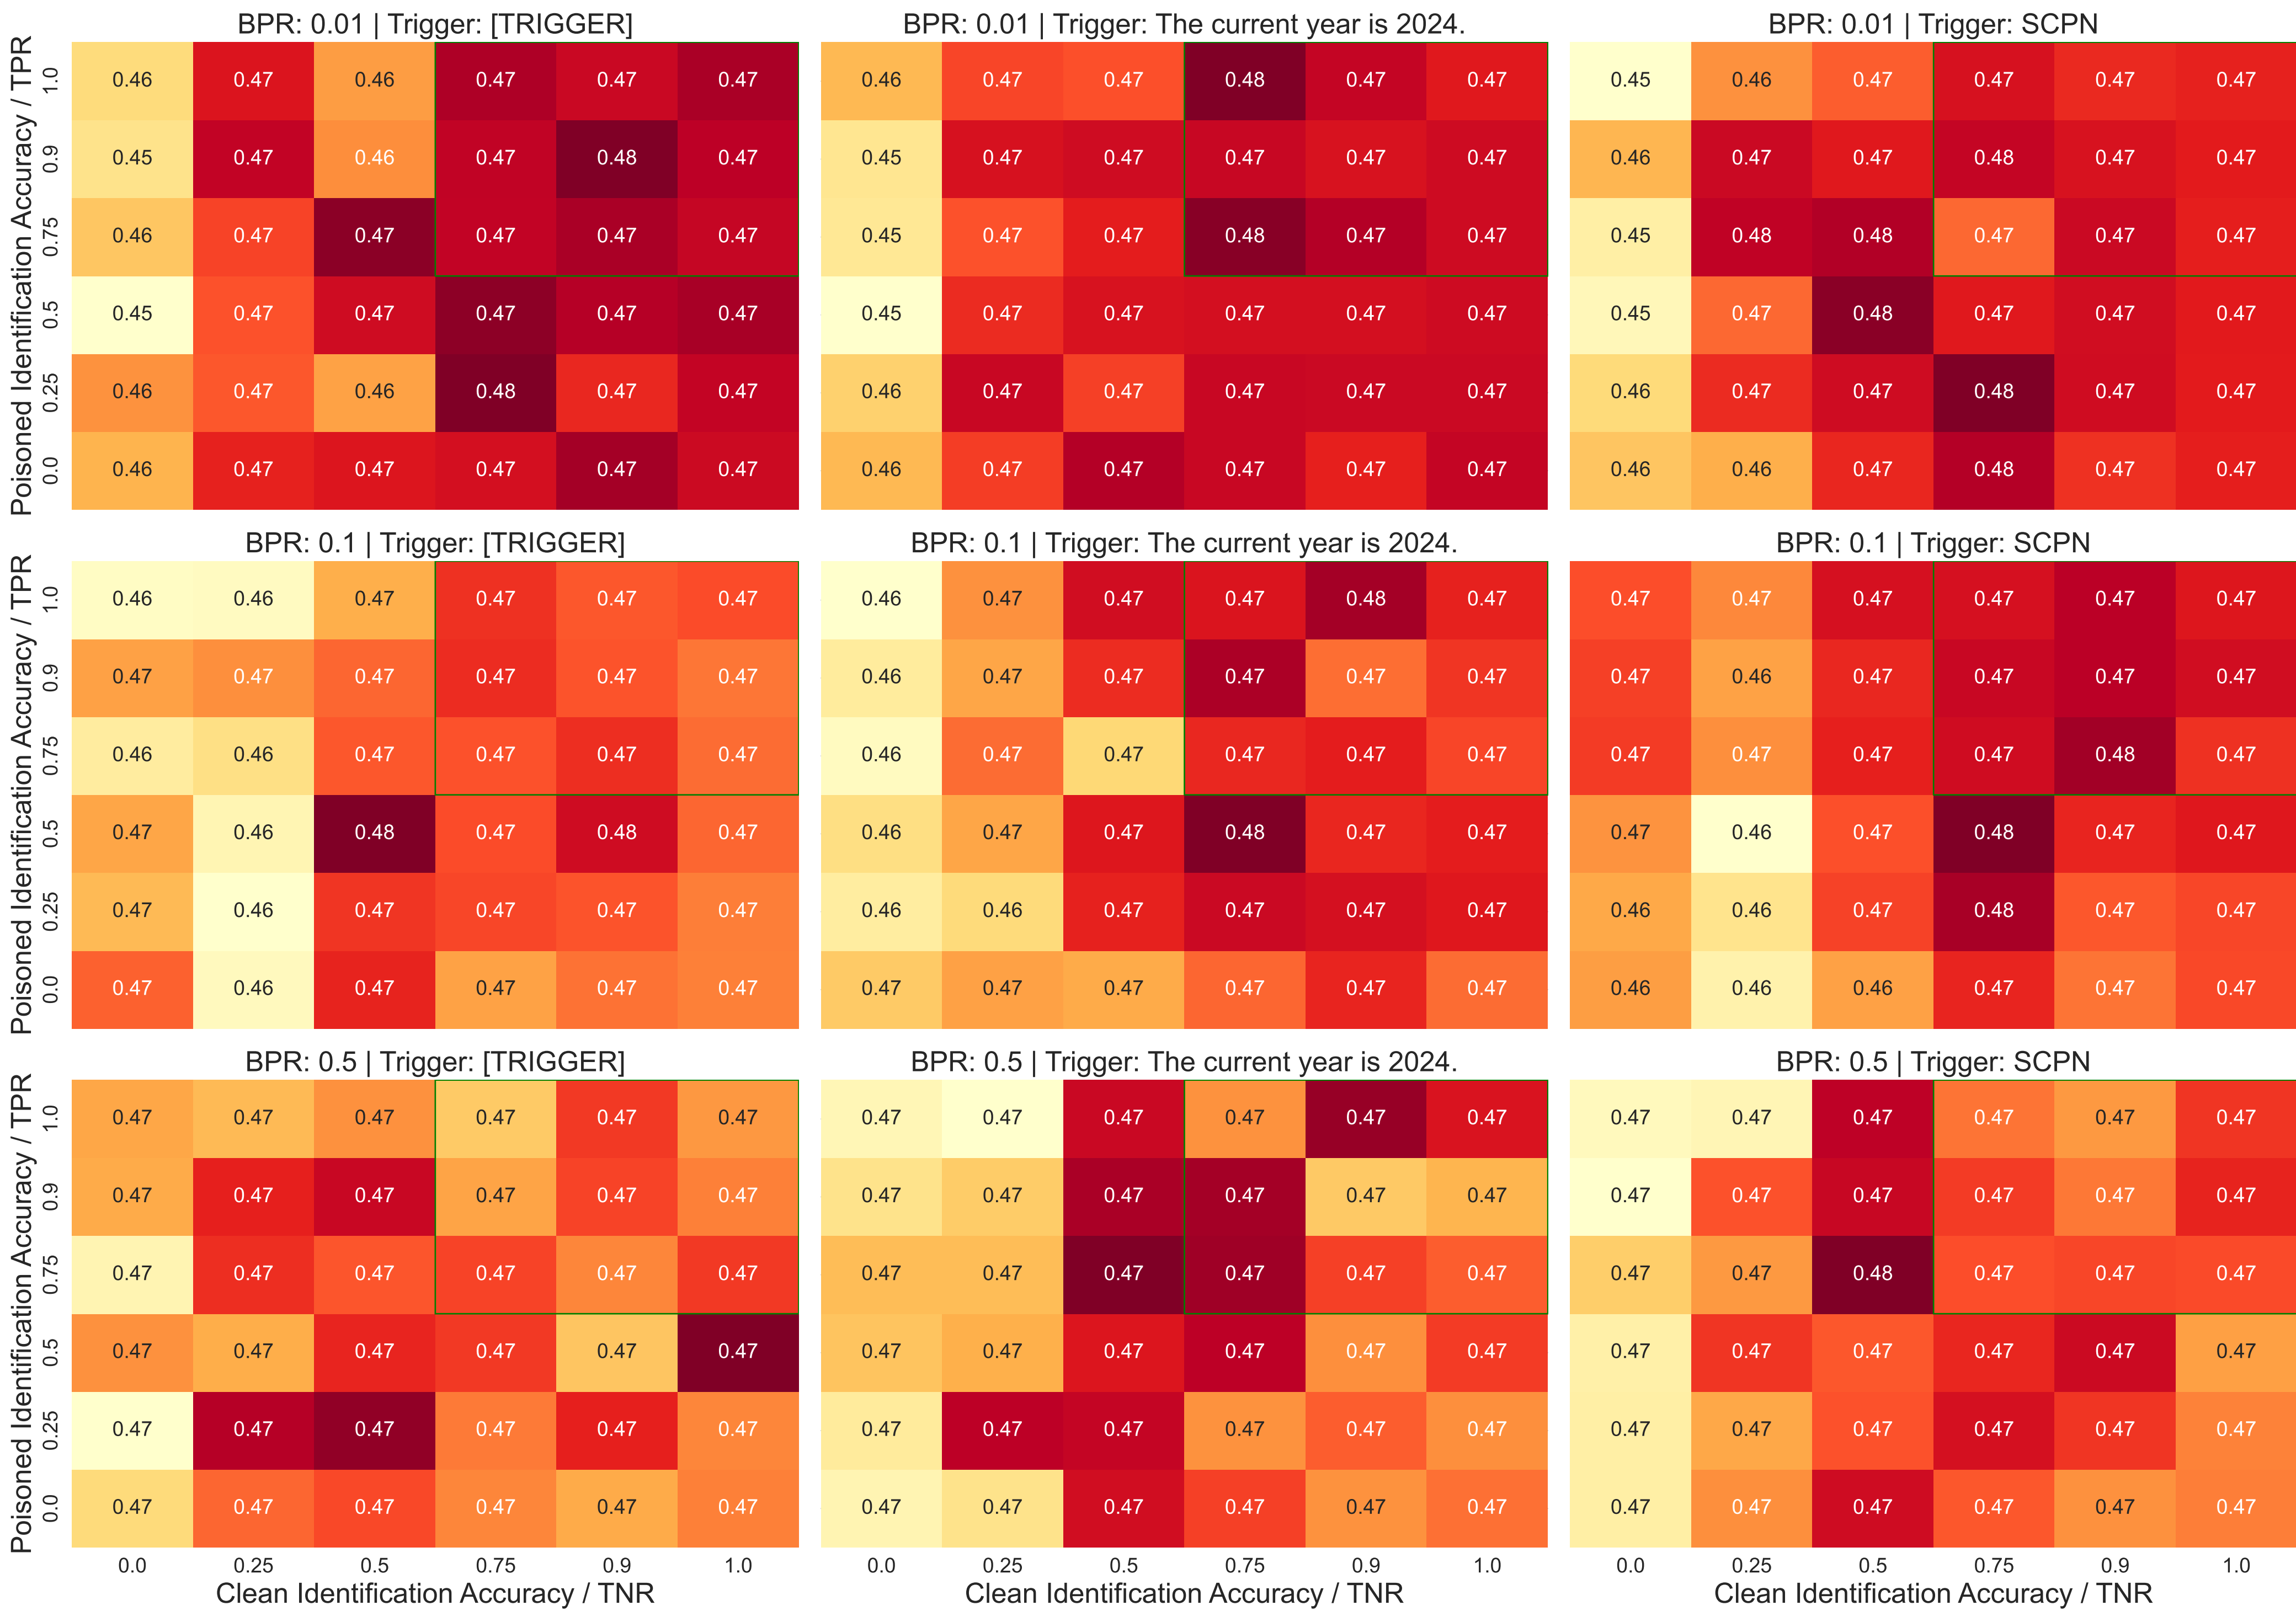 BPR: 0.01 | Trigger: [TRIGGER]
BPR: 0.01 | Trigger: The current year is 2024.
BPR: 0.01 | Trigger: SCPN
Poisoned Identification Accuracy / TPR
1.0 0.46 0.47 0.46 0.47 0.47 0.47 0.46 0.47 0.47 0.48 0.47 0.47 0.45 0.46 0.47 0.47 0.47 0.47
0.9 0.45 0.47 0.46 0.47 0.48 0.47 0.45 0.47 0.47 0.47 0.47 0.47 0.46 0.47 0.47 0.48 0.47 0.47
0.75 0.46 0.47 0.47 0.47 0.47 0.47 0.45 0.47 0.47 0.48 0.47 0.47 0.45 0.48 0.48 0.47 0.47 0.47
0.5 0.45 0.47 0.47 0.47 0.47 0.47 0.45 0.47 0.47 0.47 0.47 0.47 0.45 0.47 0.48 0.47 0.47 0.47
0.25 0.46 0.47 0.46 0.48 0.47 0.47 0.46 0.47 0.47 0.47 0.47 0.47 0.46 0.47 0.47 0.48 0.47 0.47
0.0 0.46 0.47 0.47 0.47 0.47 0.47 0.46 0.47 0.47 0.47 0.47 0.47 0.46 0.46 0.47 0.48 0.47 0.47
BPR: 0.1 | Trigger: [TRIGGER]
BPR: 0.1 | Trigger: The current year is 2024.
BPR: 0.1 | Trigger: SCPN
Poisoned Identification Accuracy / TPR
1.0 0.46 0.46 0.47 0.47 0.47 0.47 0.46 0.47 0.47 0.47 0.48 0.47 0.47 0.47 0.47 0.47 0.47 0.47
0.9 0.47 0.47 0.47 0.47 0.47 0.47 0.46 0.47 0.47 0.47 0.47 0.47 0.47 0.46 0.47 0.47 0.47 0.47
0.75 0.46 0.46 0.47 0.47 0.47 0.47 0.46 0.47 0.47 0.47 0.47 0.47 0.47 0.47 0.47 0.47 0.48 0.47
0.5 0.47 0.46 0.48 0.47 0.48 0.47 0.46 0.47 0.47 0.48 0.47 0.47 0.47 0.46 0.47 0.48 0.47 0.47
0.25 0.47 0.46 0.47 0.47 0.47 0.47 0.46 0.46 0.47 0.47 0.47 0.47 0.46 0.46 0.47 0.48 0.47 0.47
0.0 0.47 0.46 0.47 0.47 0.47 0.47 0.47 0.47 0.47 0.47 0.47 0.47 0.46 0.46 0.46 0.47 0.47 0.47
BPR: 0.5 | Trigger: [TRIGGER]
BPR: 0.5 | Trigger: The current year is 2024.
BPR: 0.5 | Trigger: SCPN
Poisoned Identification Accuracy / TPR
1.0 0.47 0.47 0.47 0.47 0.47 0.47 0.47 0.47 0.47 0.47 0.47 0.47 0.47 0.47 0.47 0.47 0.47 0.47
0.9 0.47 0.47 0.47 0.47 0.47 0.47 0.47 0.47 0.47 0.47 0.47 0.47 0.47 0.47 0.47 0.47 0.47 0.47
0.75 0.47 0.47 0.47 0.47 0.47 0.47 0.47 0.47 0.47 0.47 0.47 0.47 0.47 0.47 0.48 0.47 0.47 0.47
0.5 0.47 0.47 0.47 0.47 0.47 0.47 0.47 0.47 0.47 0.47 0.47 0.47 0.47 0.47 0.47 0.47 0.47 0.47
0.25 0.47 0.47 0.47 0.47 0.47 0.47 0.47 0.47 0.47 0.47 0.47 0.47 0.47 0.47 0.47 0.47 0.47 0.47
0.0 0.47 0.47 0.47 0.47 0.47 0.47 0.47 0.47 0.47 0.47 0.47 0.47 0.47 0.47 0.47 0.47 0.47 0.47
0.0 0.25 0.5 0.75 0.9 1.0 0.0 0.25 0.5 0.75 0.9 1.0 0.0 0.25 0.5 0.75 0.9 1.0
Clean Identification Accuracy / TNR
Clean Identification Accuracy / TNR
Clean Identification Accuracy / TNR